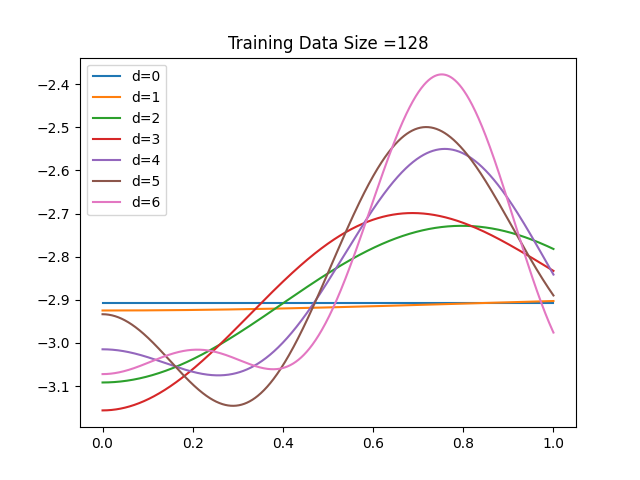 Training Data Size =128
d=0
d=1
d=2
d=3
d=4
d=5
d=6
−2.4
−2.5
−2.6
−2.7
−2.8
−2.9
−3.0
−3.1
0.0 0.2 0.4 0.6 0.8 1.0